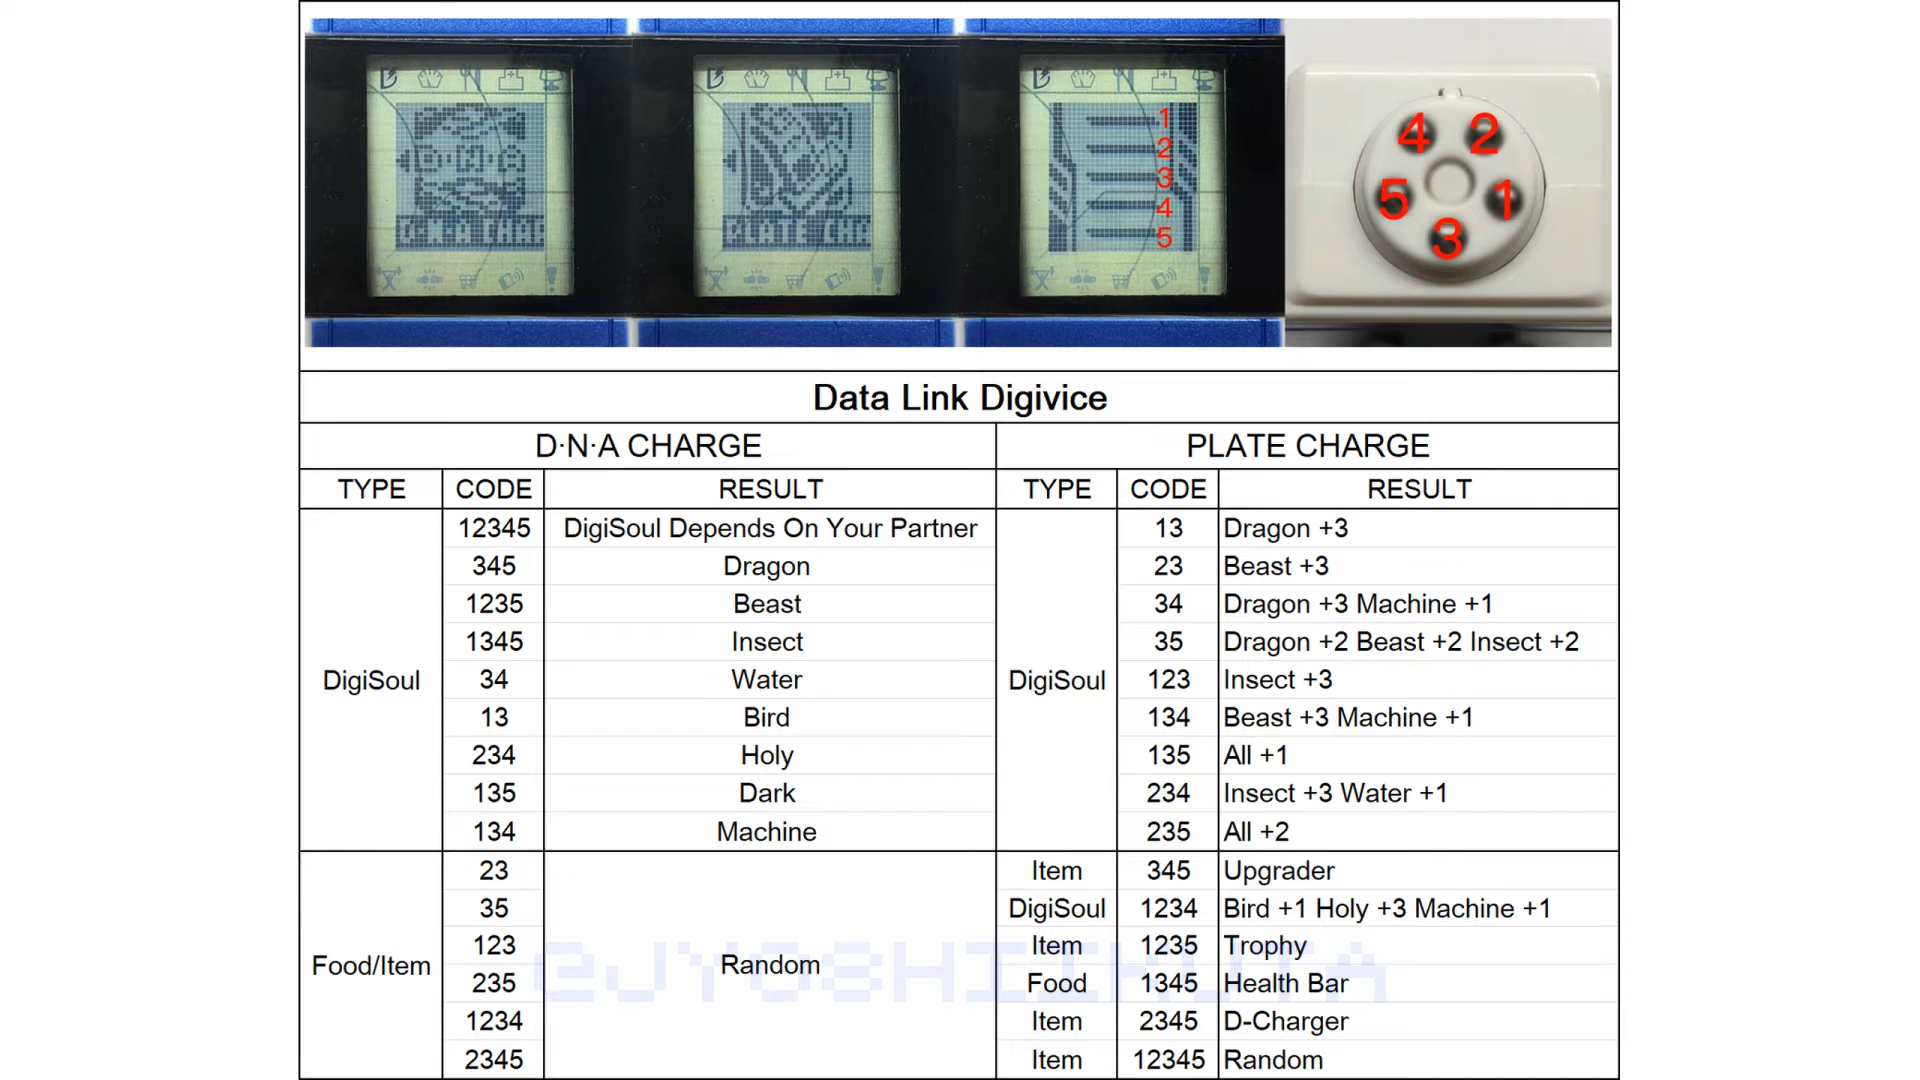 D·N·A
D·N·A CHAR
PLATE CHA
1
2
3
4
5
4
2
5
1
3
Data Link Digivice
D·N·A CHARGE PLATE CHARGE
TYPE CODE RESULT TYPE CODE RESULT
12345 DigiSoul Depends On Your Partner 13 Dragon +3
345 Dragon 23 Beast +3
1235 Beast 34 Dragon +3 Machine +1
1345 Insect 35 Dragon +2 Beast +2 Insect +2
DigiSoul 34 Water DigiSoul 123 Insect +3
13 Bird 134 Beast +3 Machine +1
234 Holy 135 All +1
135 Dark 234 Insect +3 Water +1
134 Machine 235 All +2
23 Item 345 Upgrader
35 DigiSoul 1234 Bird +1 Holy +3 Machine +1
123 Item 1235 Trophy
Food/Item Random
235 Food 1345 Health Bar
1234 Item 2345 D-Charger
2345 Item 12345 Random